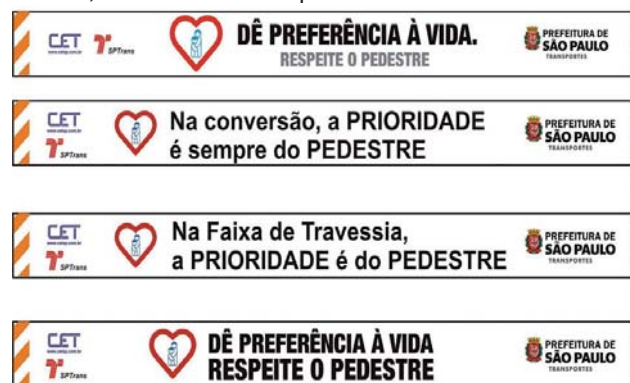 CET
SPTrans
DÊ PREFERÊNCIA À VIDA.
RESPEITE O PEDESTRE
PREFEITURA DE
SÃO PAULO
TRANSPORTES
CET
SPTrans
Na conversão, a PRIORIDADE
é sempre do PEDESTRE
PREFEITURA DE
SÃO PAULO
TRANSPORTES
CET
SPTrans
Na Faixa de Travessia,
a PRIORIDADE é do PEDESTRE
PREFEITURA DE
SÃO PAULO
TRANSPORTES
CET
SPTrans
DÊ PREFERÊNCIA À VIDA
RESPEITE O PEDESTRE
PREFEITURA DE
SÃO PAULO
TRANSPORTES